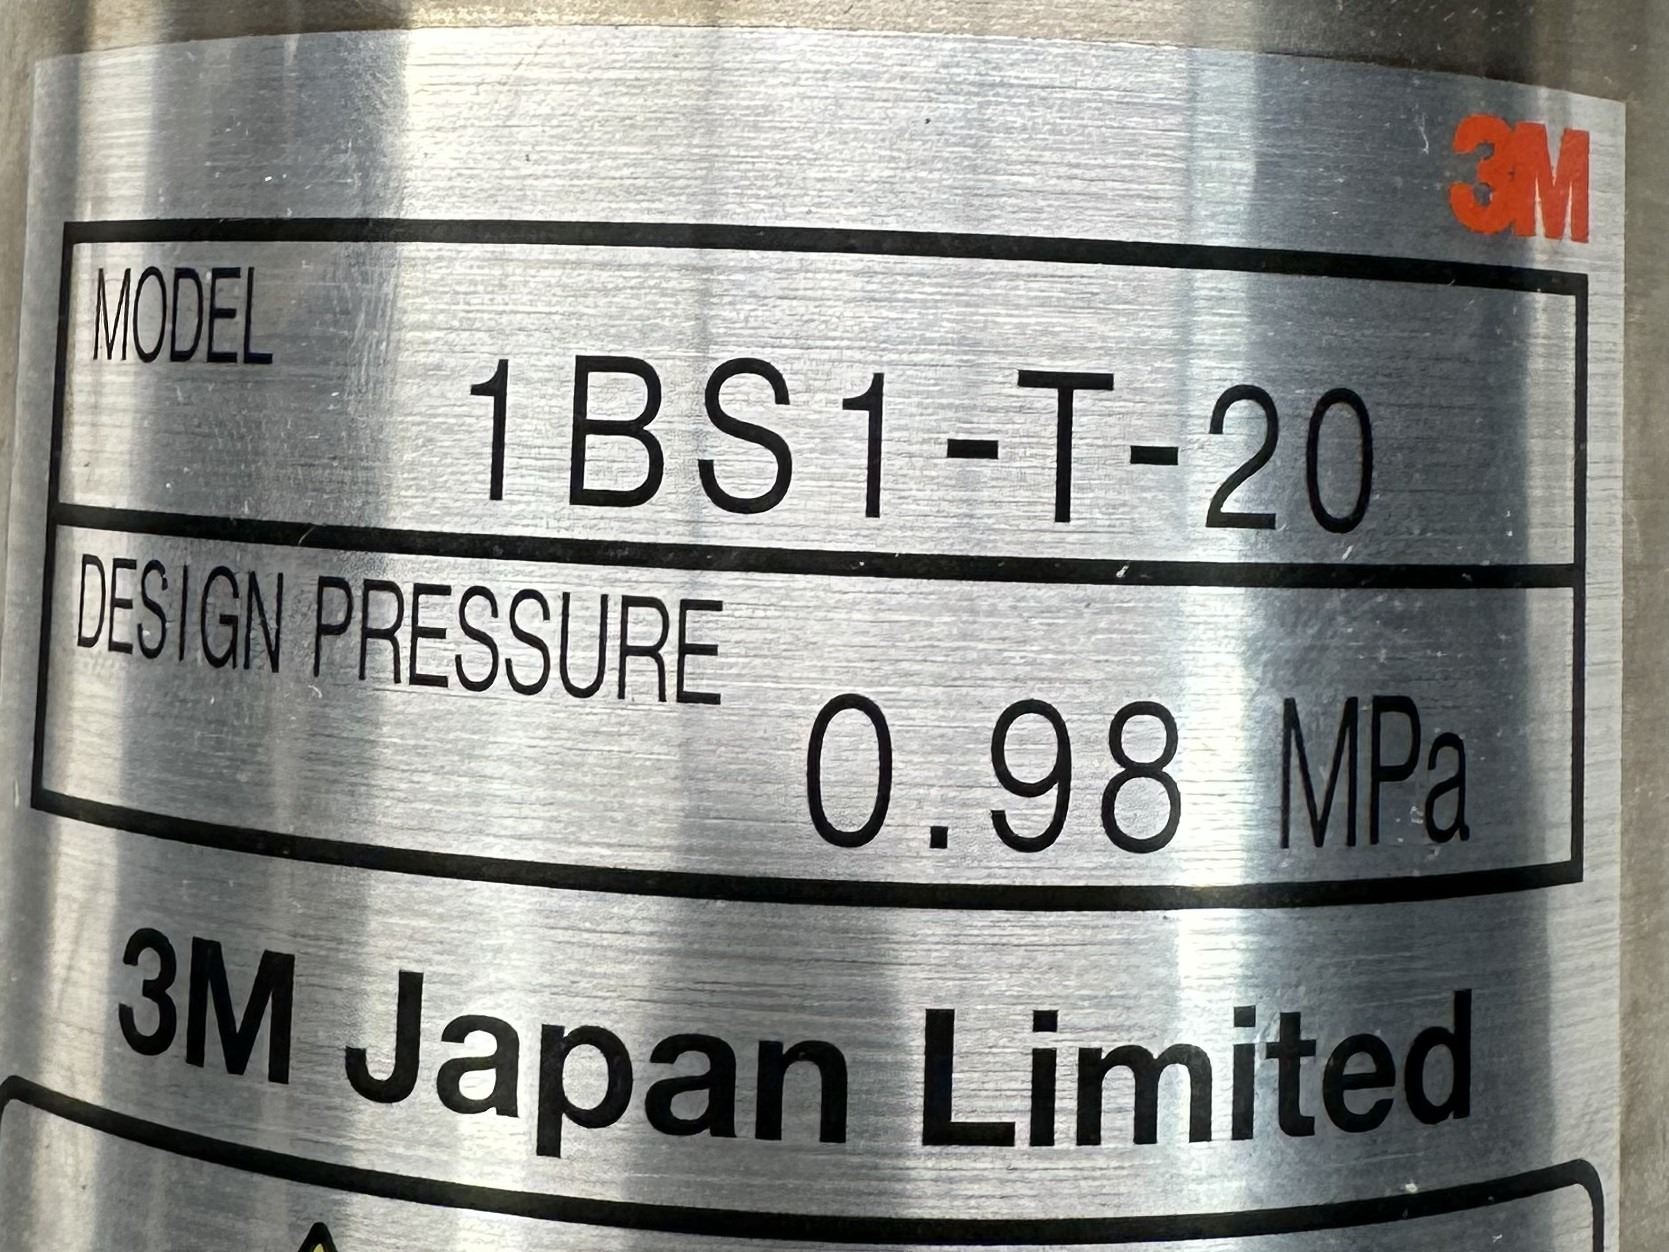 3M
MODEL
1BS1-T-20
DESIGN PRESSURE
0.98 MPa
3M Japan Limited